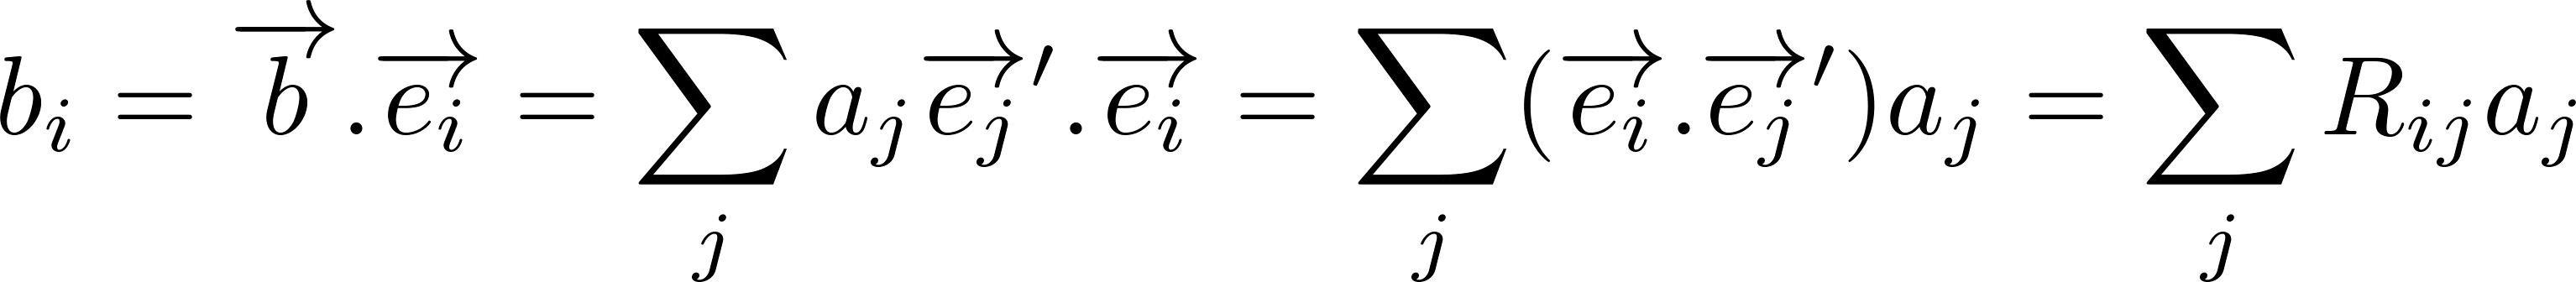 $b_i = \overrightarrow{b}.\overrightarrow{e_i} = \sum_j a_j \overrightarrow{e_j}'.\overrightarrow{e_i} = \sum_j (\overrightarrow{e_i}.\overrightarrow{e_j}') a_j = \sum_j R_{ij} a_j$